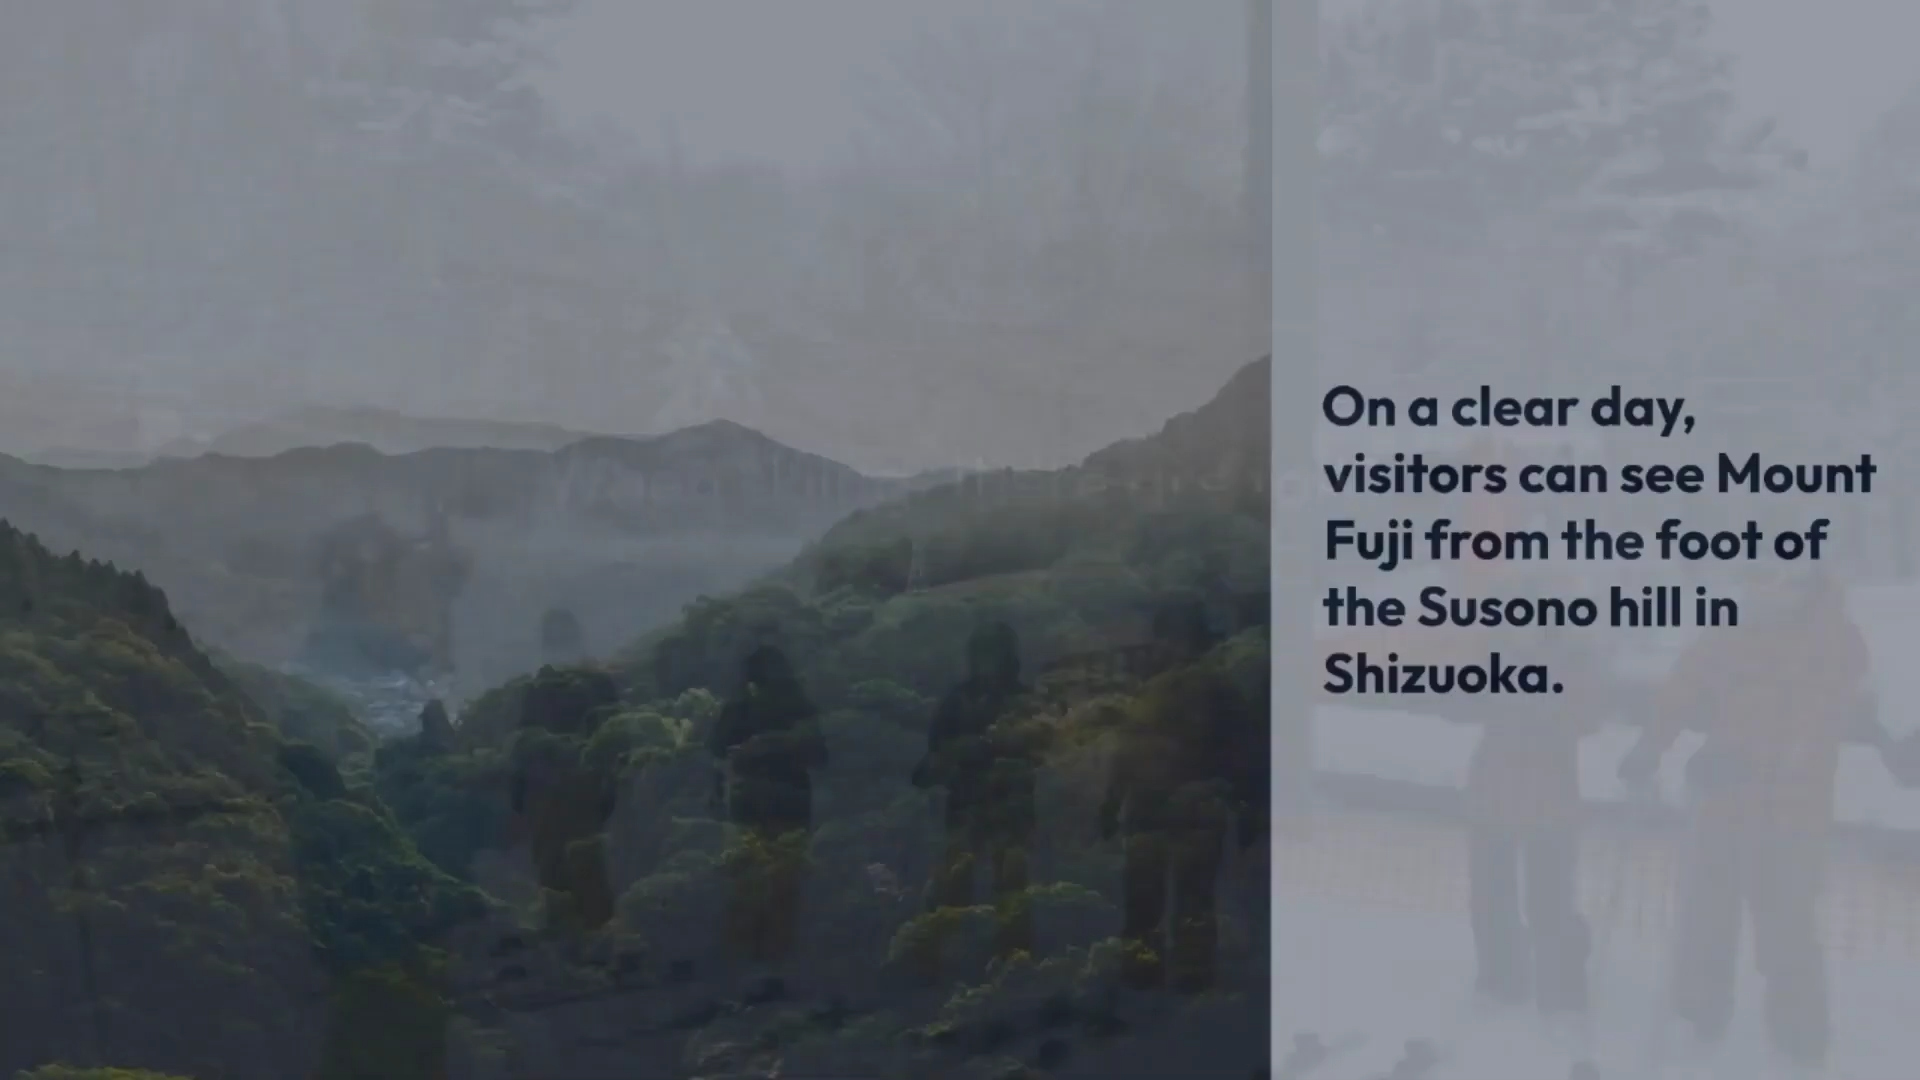 On a clear day,
visitors can see Mount
Fuji from the foot of
the Susono hill in
Shizuoka.